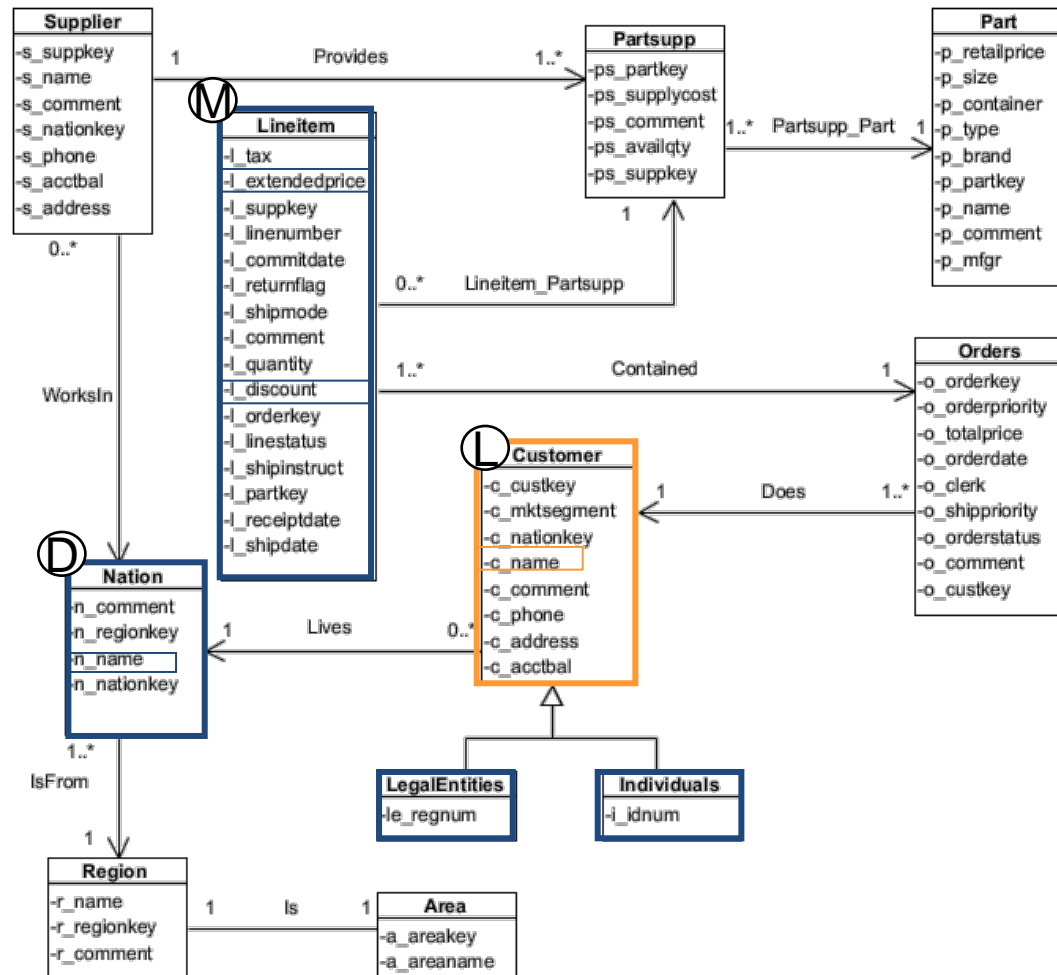 Supplier
-s_suppkey
-s_name
-s_comment
-s_nationkey
-s_phone
-s_acctbal
-s_address
1
Provides
1..*
Partsupp
-ps_partkey
-ps_supplycost
-ps_comment
-ps_availqty
-ps_suppkey
1..*
Partsupp_Part
1
Part
-p_retailprice
-p_size
-p_container
-p_type
-p_brand
-p_partkey
-p_name
-p_comment
-p_mfgr
M
Lineitem
-l_tax
-l_extendedprice
-l_suppkey
-l_linenumber
-l_commitdate
-l_returnflag
-l_shipmode
-l_comment
-l_quantity
-l_discount
-l_orderkey
-l_linestatus
-l_shipinstruct
-l_partkey
-l_receiptdate
-l_shipdate
0..*
Lineitem_Partsupp
1
1..*
Contained
1
Orders
-o_orderkey
-o_orderpriority
-o_totalprice
-o_orderdate
-o_clerk
-o_shippriority
-o_orderstatus
-o_comment
-o_custkey
0..*
WorksIn
L
Customer
-c_custkey
-c_mktsegment
-c_nationkey
-c_name
-c_comment
-c_phone
-c_address
-c_acctbal
1
Does
1..*
D
Nation
-n_comment
-n_regionkey
-n_name
-n_nationkey
1
Lives
0..*
1..*
IsFrom
1
LegalEntities
-le_regnum
Individuals
-i_idnum
Region
-r_name
-r_regionkey
-r_comment
1
Is
1
Area
-a_areakey
-a_areaname